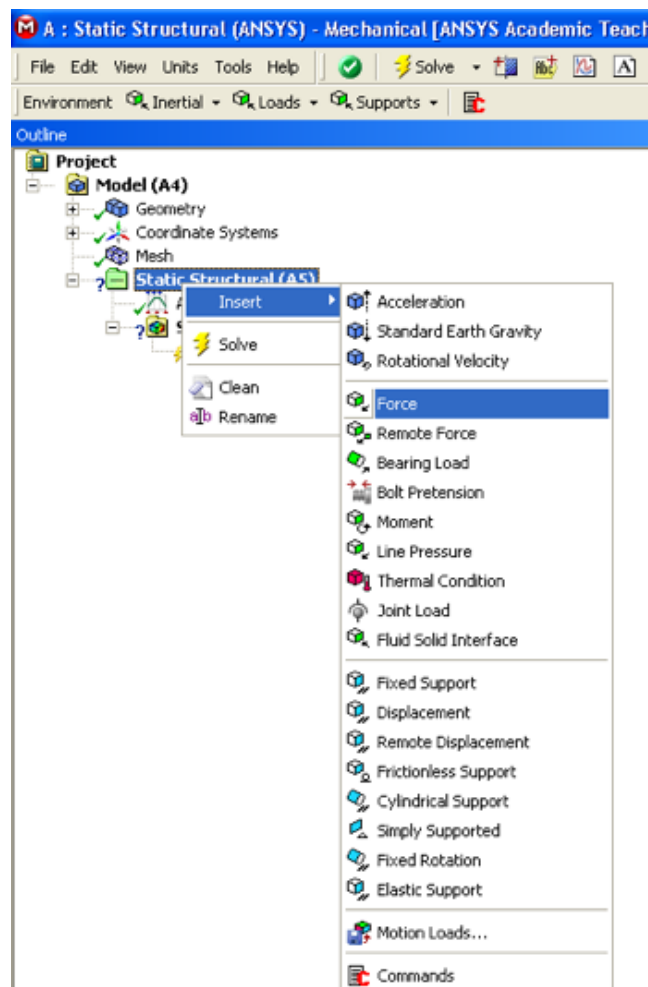 A : Static Structural (ANSYS) - Mechanical [ANSYS Academic Teach
File Edit View Units Tools Help Solve
Environment Inertial Loads Supports
Outline
Project
Model (A4)
Geometry
Coordinate Systems
Mesh
Static Structural (A5)
Insert
Solve
Clean
Rename
Acceleration
Standard Earth Gravity
Rotational Velocity
Force
Remote Force
Bearing Load
Bolt Pretension
Moment
Line Pressure
Thermal Condition
Joint Load
Fluid Solid Interface
Fixed Support
Displacement
Remote Displacement
Frictionless Support
Cylindrical Support
Simply Supported
Fixed Rotation
Elastic Support
Motion Loads...
Commands